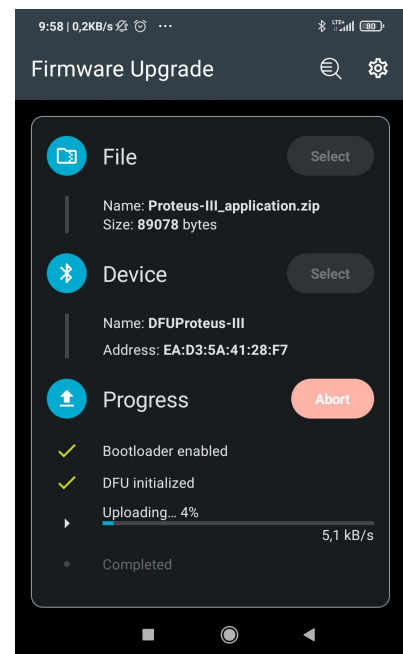 9:58 | 0,2KB/s ... LTE+ 80
Firmware Upgrade
File
Select
Name: Proteus-III_application.zip
Size: 89078 bytes
Device
Select
Name: DFUProteus-III
Address: EA:D3:5A:41:28:F7
Progress
Abort
Bootloader enabled
DFU initialized
Uploading... 4%
5,1 kB/s
Completed